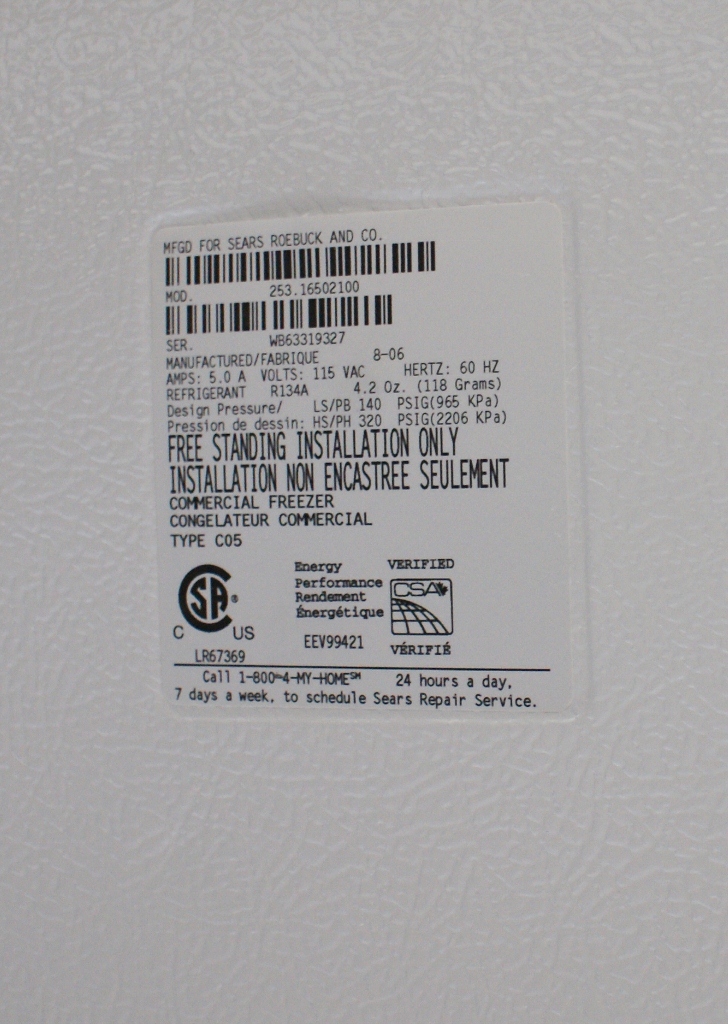 MFGD FOR SEARS ROEBUCK AND CO.
MOD. 253.16502100
SER. WB63319327
MANUFACTURED/FABRIQUE 8-06
AMPS: 5.0 A VOLTS: 115 VAC HERTZ: 60 HZ
REFRIGERANT R134A 4.2 Oz. (118 Grams)
Design Pressure/ LS/PB 140 PSIG(965 KPa)
Pression de dessin: HS/PH 320 PSIG(2206 KPa)
FREE STANDING INSTALLATION ONLY
INSTALLATION NON ENCASTREE SEULEMENT
COMMERCIAL FREEZER
CONGELATEUR COMMERCIAL
TYPE C05
SA®
C US
LR67369
Energy
Performance
Rendement
Énergétique
EEV99421
VERIFIED
CSA
VÉRIFIÉ
Call 1-800-4-MY-HOME℠ 24 hours a day,
7 days a week, to schedule Sears Repair Service.